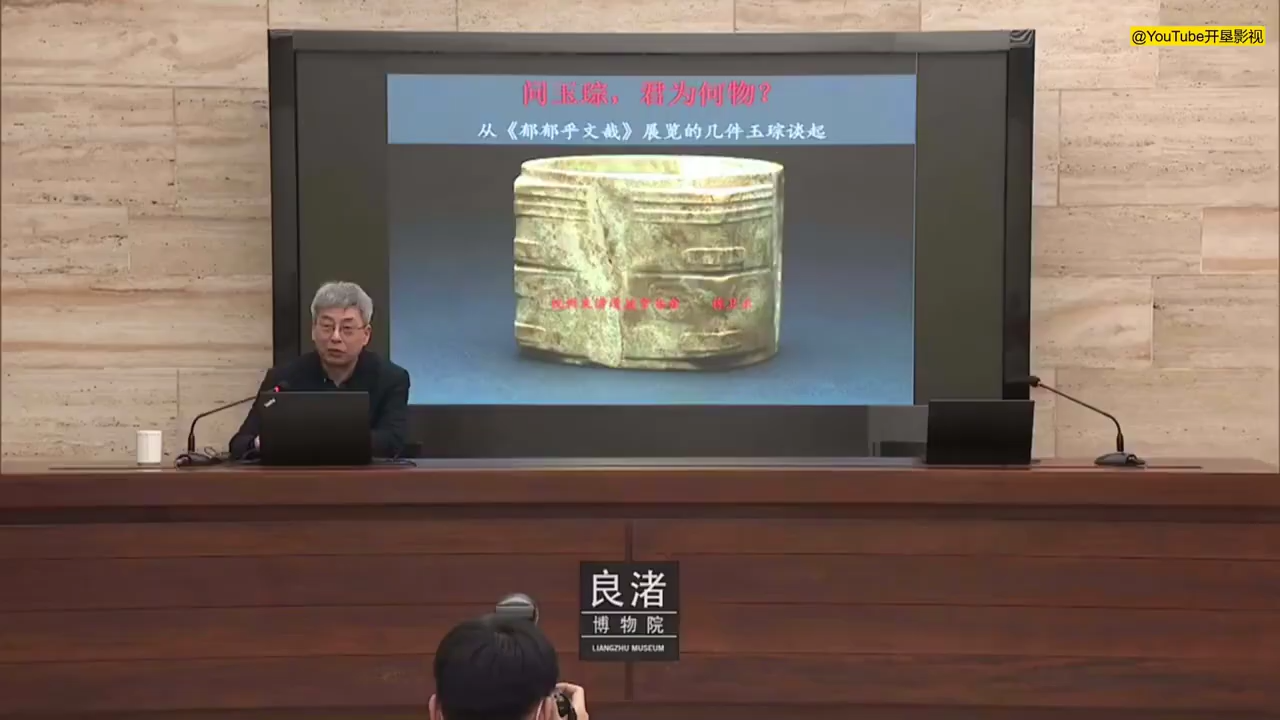 @YouTube开垦影视
问玉琮，君为何物？
从《郁郁乎文哉》展览的几件玉琮谈起
良渚
博物院
LIANGZHU MUSEUM